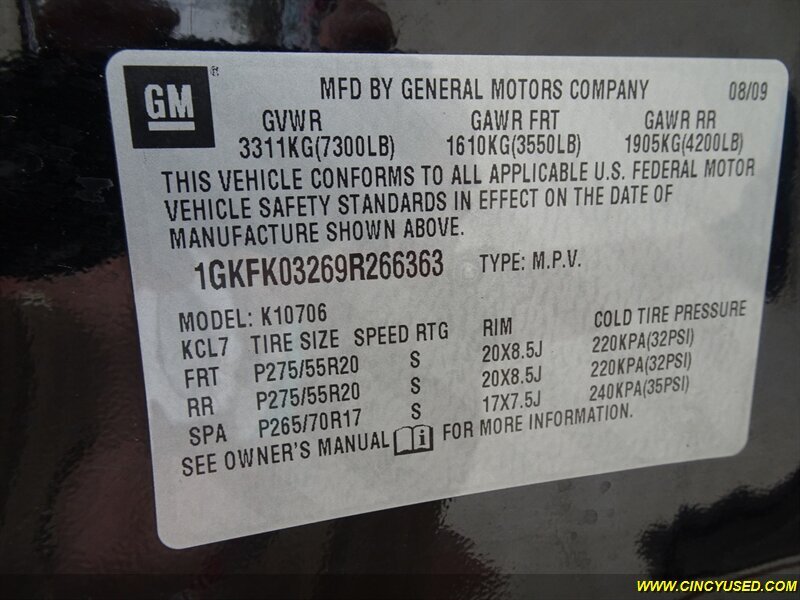 GM ®
MFD BY GENERAL MOTORS COMPANY 08/09
GVWR GAWR FRT GAWR RR
3311KG(7300LB) 1610KG(3550LB) 1905KG(4200LB)
THIS VEHICLE CONFORMS TO ALL APPLICABLE U.S. FEDERAL MOTOR
VEHICLE SAFETY STANDARDS IN EFFECT ON THE DATE OF
MANUFACTURE SHOWN ABOVE.
1GKFK03269R266363 TYPE: M.P.V.
MODEL: K10706
KCL7 TIRE SIZE SPEED RTG RIM COLD TIRE PRESSURE
FRT P275/55R20 S 20X8.5J 220KPA(32PSI)
RR P275/55R20 S 20X8.5J 220KPA(32PSI)
SPA P265/70R17 S 17X7.5J 240KPA(35PSI)
SEE OWNER'S MANUAL FOR MORE INFORMATION.
WWW.CINCYUSED.COM